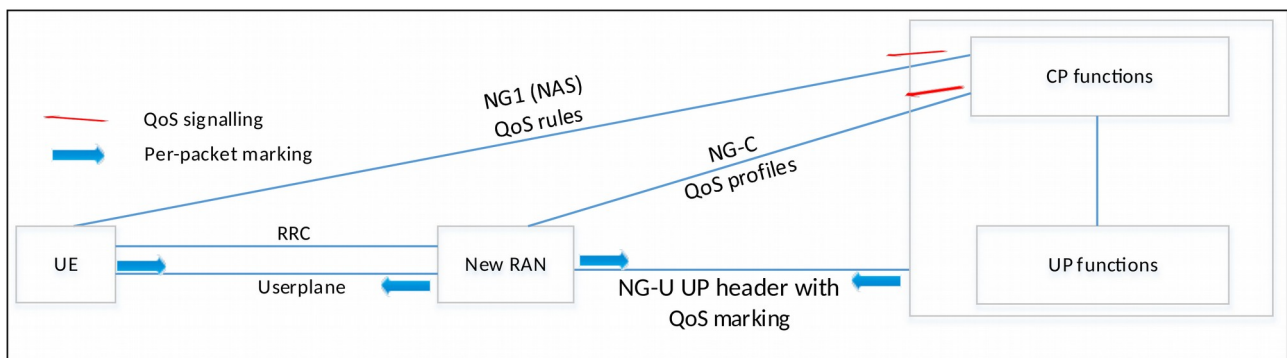 CP functions
NG1 (NAS)
QoS rules
QoS signalling
Per-packet marking
NG-C
QoS profiles
RRC
UE
New RAN
UP functions
Userplane
NG-U UP header with
QoS marking